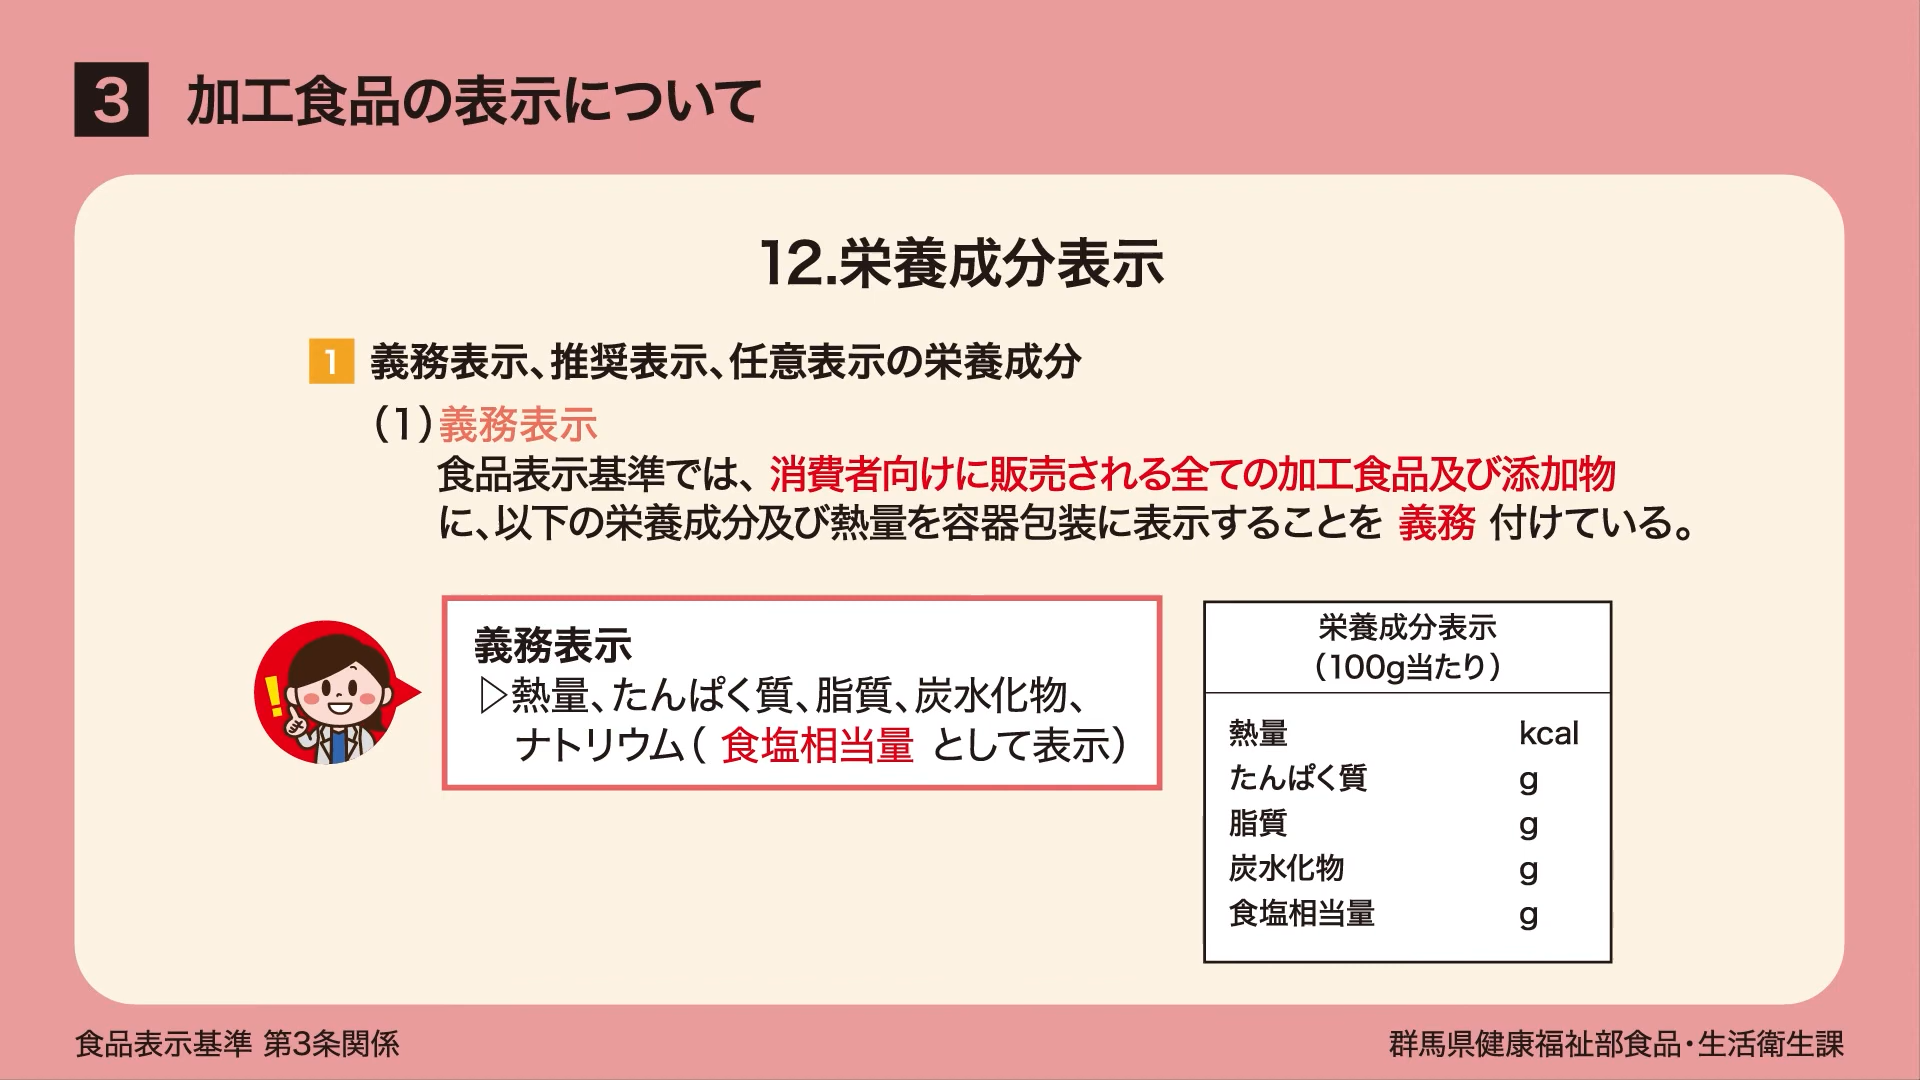 3 加工食品の表示について
12.栄養成分表示
1 義務表示、推奨表示、任意表示の栄養成分
(1)義務表示
食品表示基準では、消費者向けに販売される全ての加工食品及び添加物
に、以下の栄養成分及び熱量を容器包装に表示することを 義務 付けている。
!
義務表示
▷熱量、たんぱく質、脂質、炭水化物、
ナトリウム( 食塩相当量 として表示)
栄養成分表示
(100g当たり)
熱量 kcal
たんぱく質 g
脂質 g
炭水化物 g
食塩相当量 g
食品表示基準 第3条関係
群馬県健康福祉部食品・生活衛生課